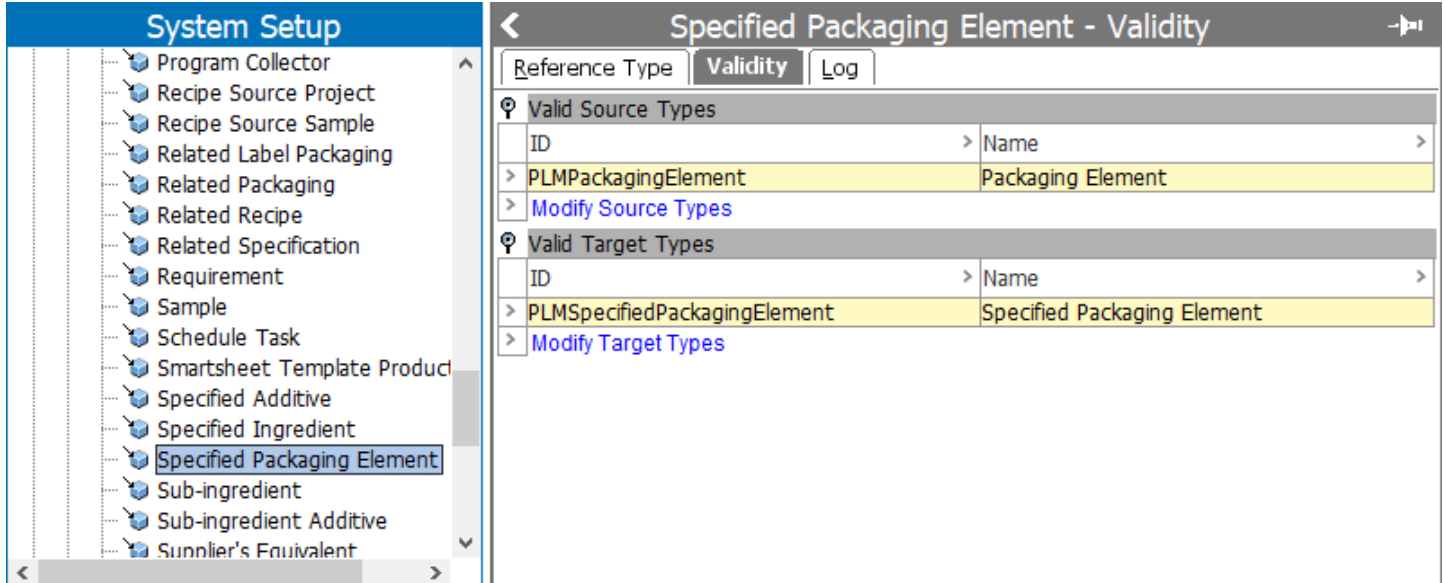 System Setup
Program Collector
Recipe Source Project
Recipe Source Sample
Related Label Packaging
Related Packaging
Related Recipe
Related Specification
Requirement
Sample
Schedule Task
Smartsheet Template Product
Specified Additive
Specified Ingredient
Specified Packaging Element
Sub-ingredient
Sub-ingredient Additive
Supplier's Equivalent
Specified Packaging Element - Validity
Reference Type Validity Log
Valid Source Types
ID > Name >
> PLMPackagingElement Packaging Element
> Modify Source Types
Valid Target Types
ID > Name >
> PLMSpecifiedPackagingElement Specified Packaging Element
> Modify Target Types